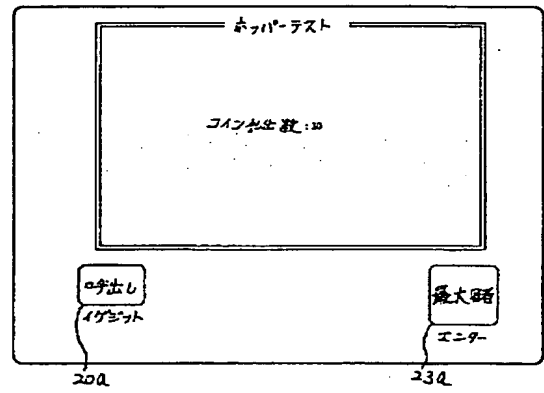 ホッパーテスト
コイン払出数:20
呼出し
イグジット
最大賭
エンター
20a
23a